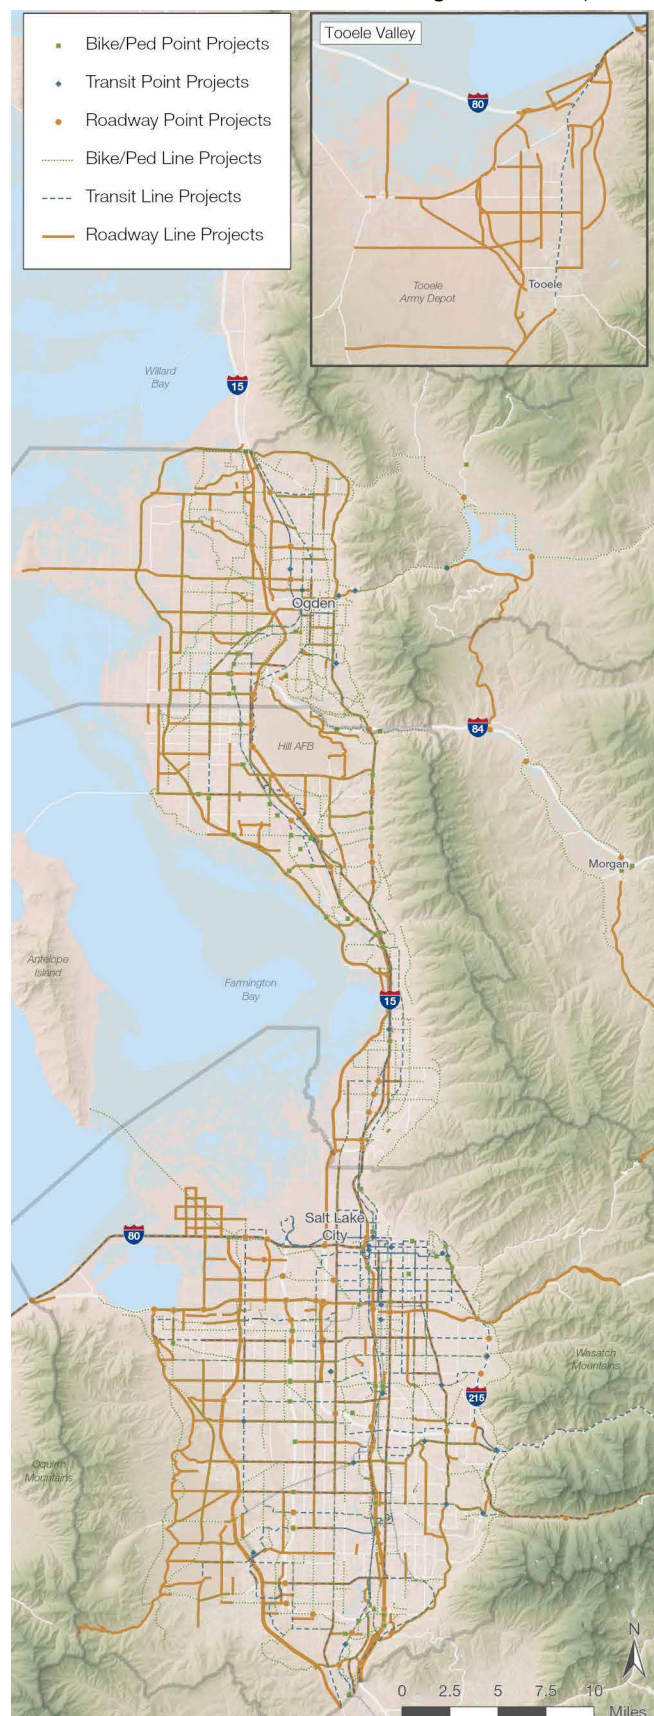 Bike/Ped Point Projects
Transit Point Projects
Roadway Point Projects
Bike/Ped Line Projects
Transit Line Projects
Roadway Line Projects
Tooele Valley
80
Tooele
Army Depot
Tooele
Willard
Bay
15
Ogden
84
Hill AFB
Morgan
Antelope
Island
Farmington
Bay
15
Salt Lake
City
80
Wasatch
Mountains
215
Oquirrh
Mountains
N
0 2.5 5 7.5 10
Miles